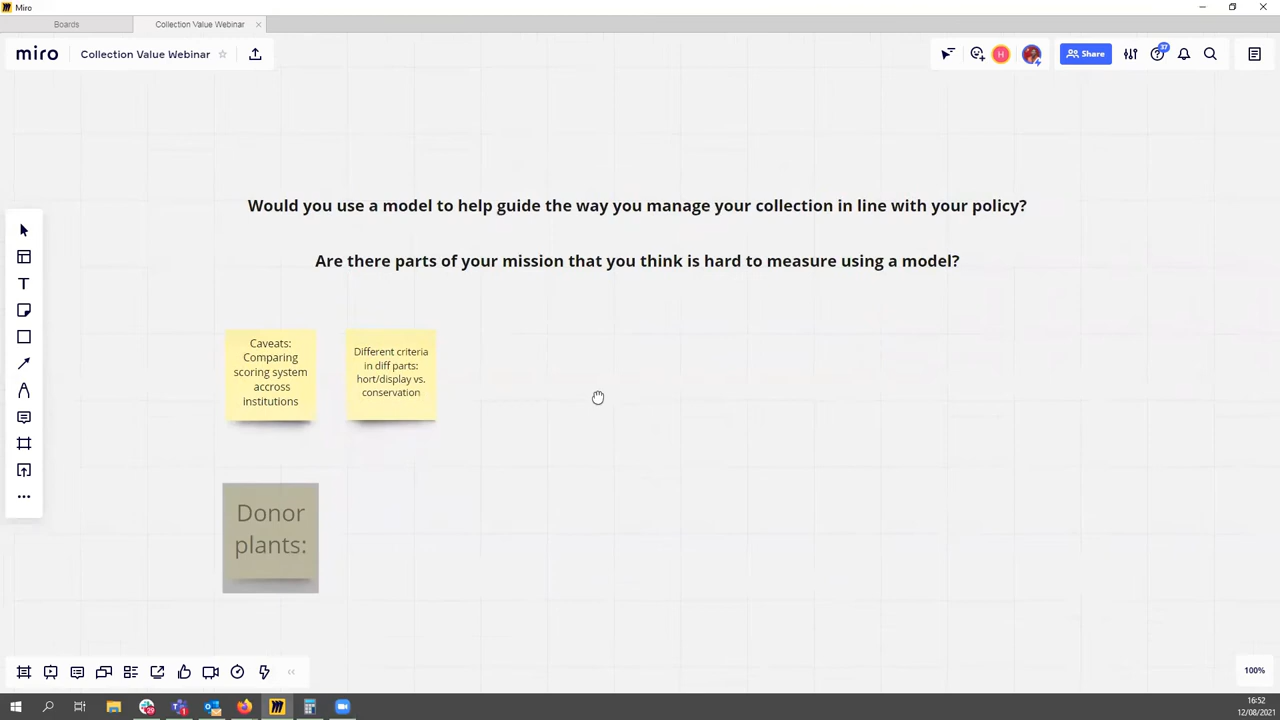 Miro
Boards
Collection Value Webinar
miro
Collection Value Webinar
Share
37
Would you use a model to help guide the way you manage your collection in line with your policy?
Are there parts of your mission that you think is hard to measure using a model?
Caveats:
Comparing
scoring system
accross
institutions
Different criteria
in diff parts:
hort/display vs.
conservation
Donor
plants:
100%
16:52
12/08/2021